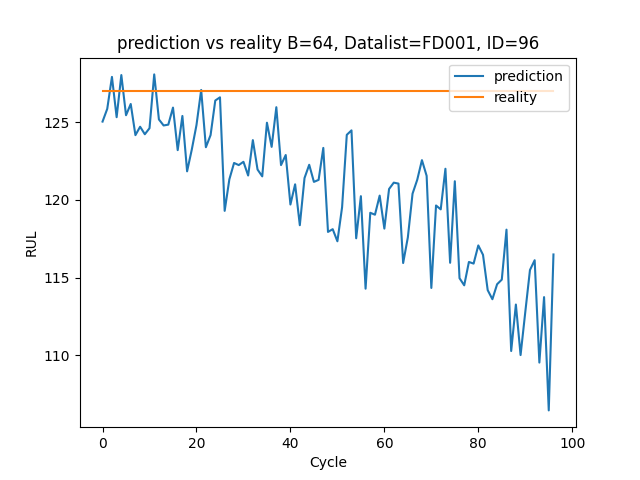 prediction vs reality B=64, Datalist=FD001, ID=96
prediction
reality
125
120
115
110
RUL
0 20 40 60 80 100
Cycle